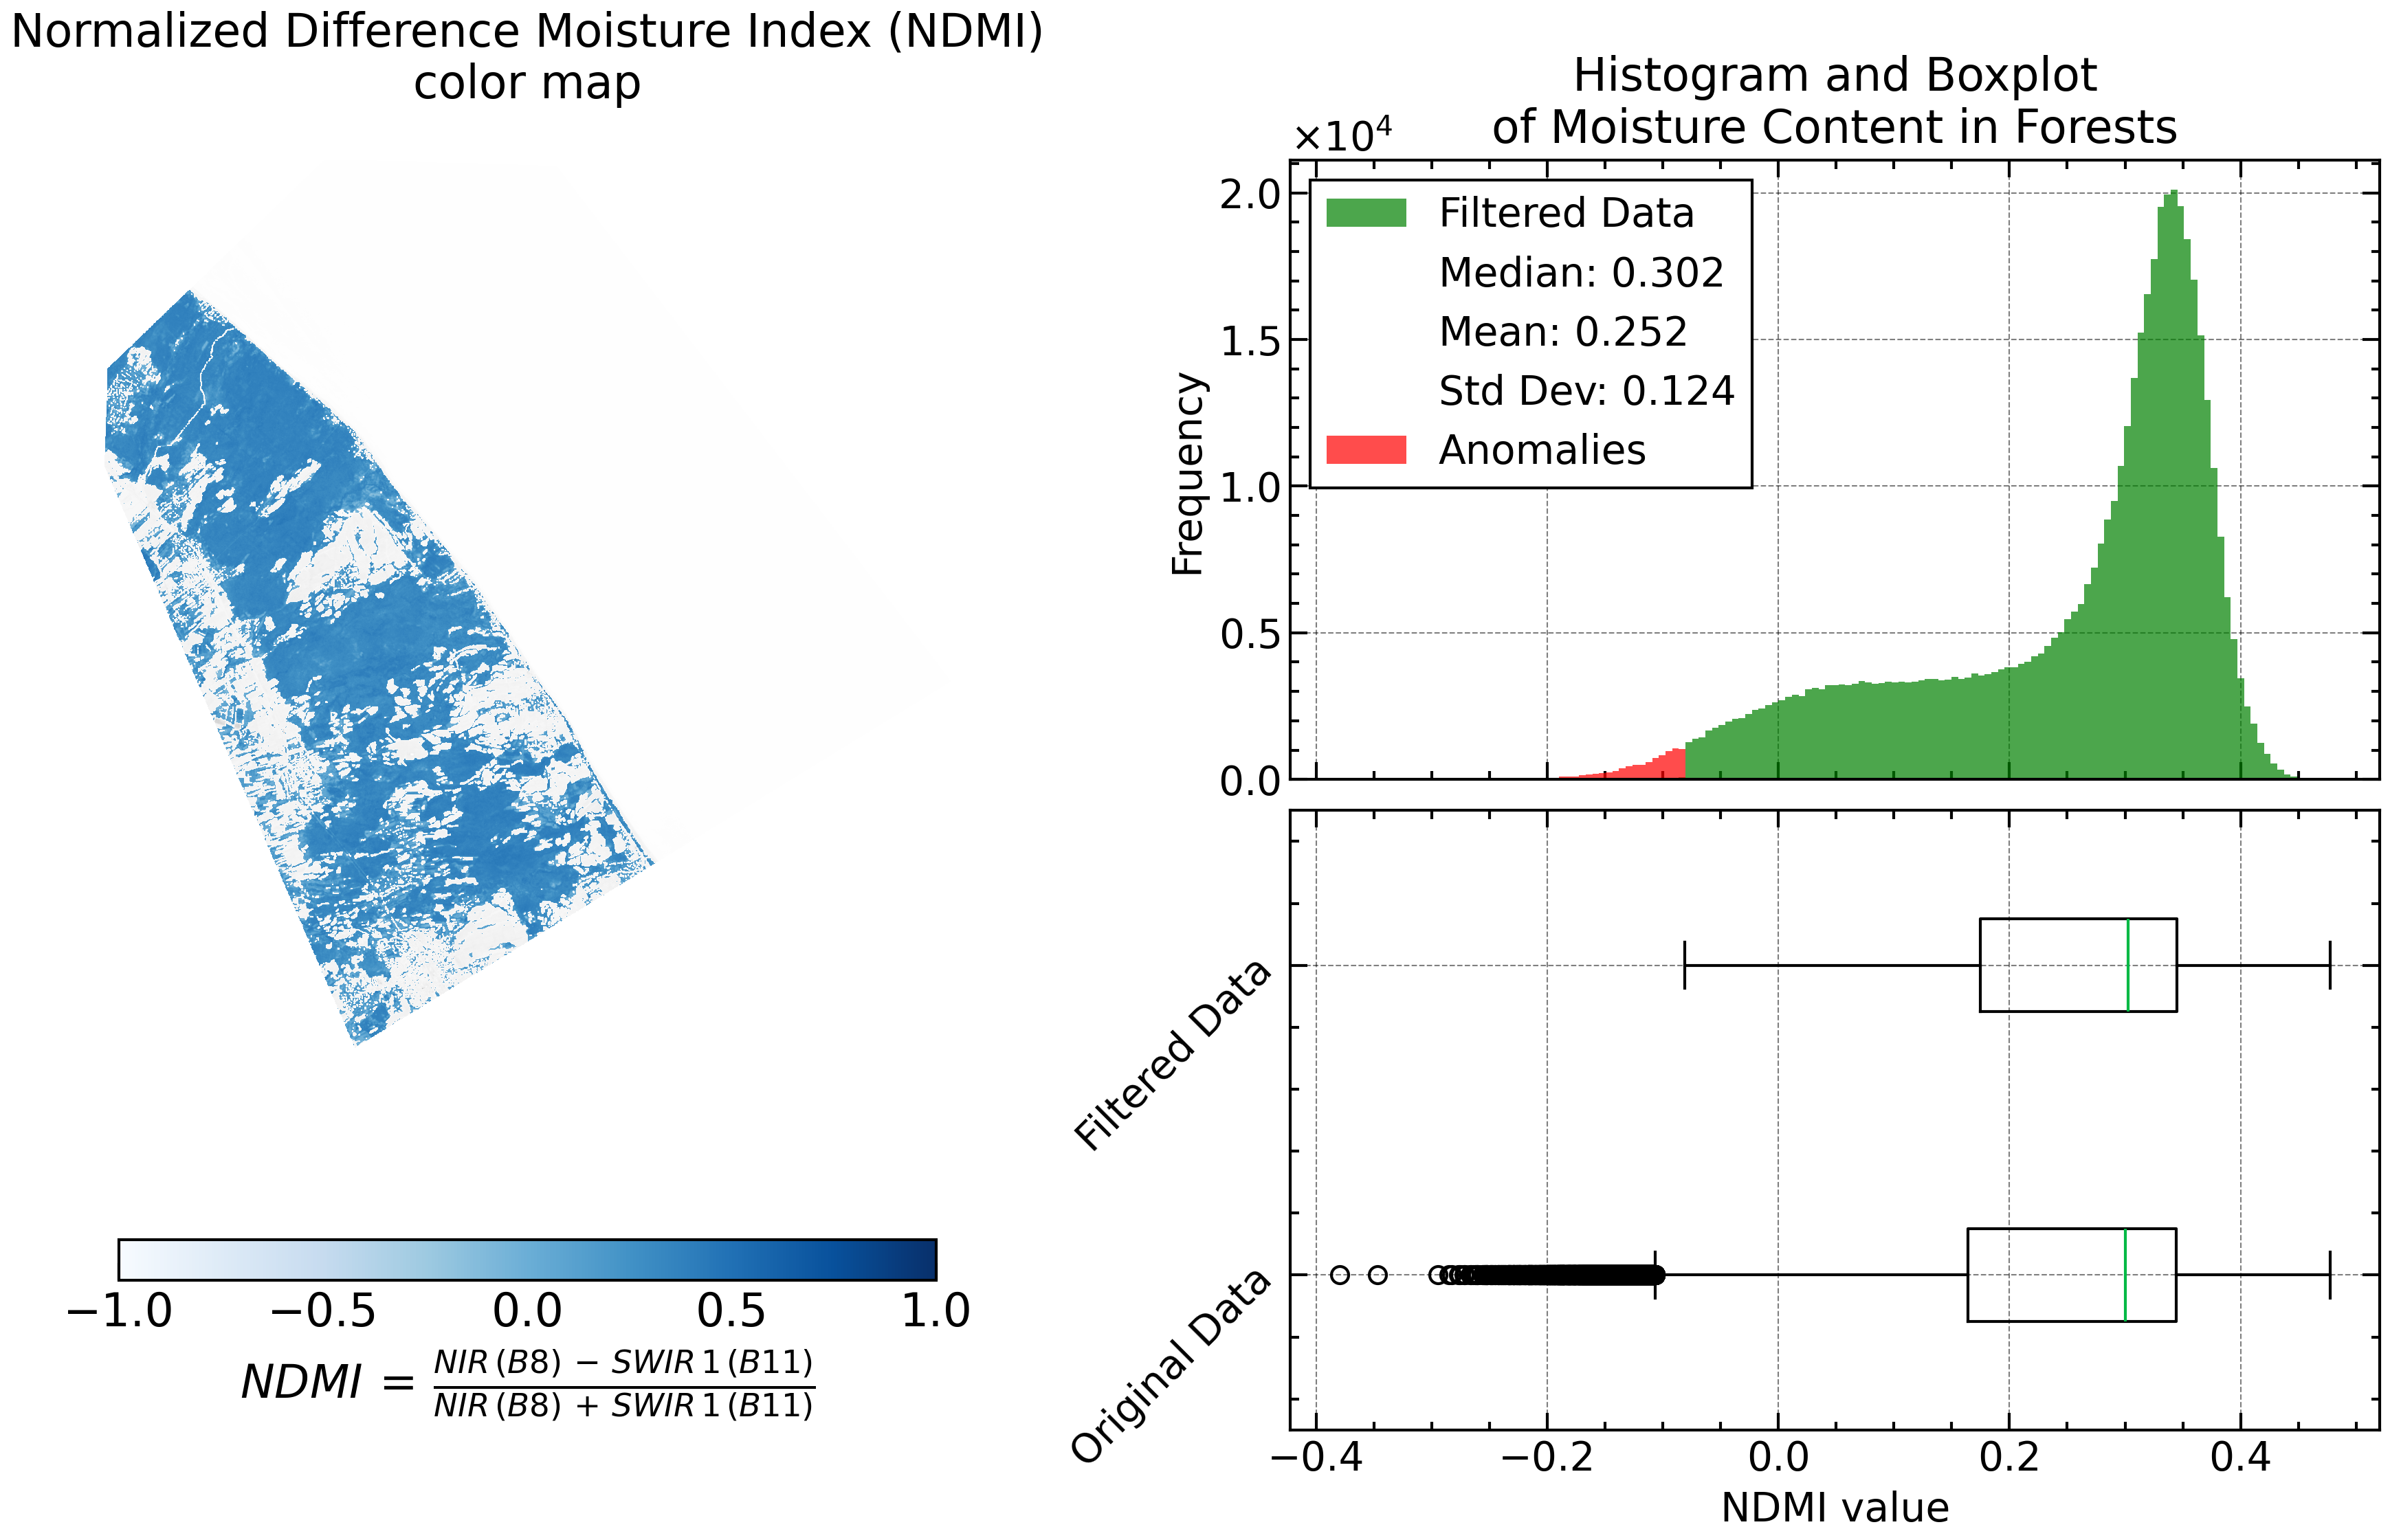 Normalized Difference Moisture Index (NDMI)
color map
−1.0 −0.5 0.0 0.5 1.0
NDMI = NIR (B8) − SWIR 1 (B11) / NIR (B8) + SWIR 1 (B11)
Histogram and Boxplot
of Moisture Content in Forests
×10⁴
2.0
1.5
1.0
0.5
0.0
Frequency
Filtered Data
Median: 0.302
Mean: 0.252
Std Dev: 0.124
Anomalies
Filtered Data
Original Data
−0.4 −0.2 0.0 0.2 0.4
NDMI value